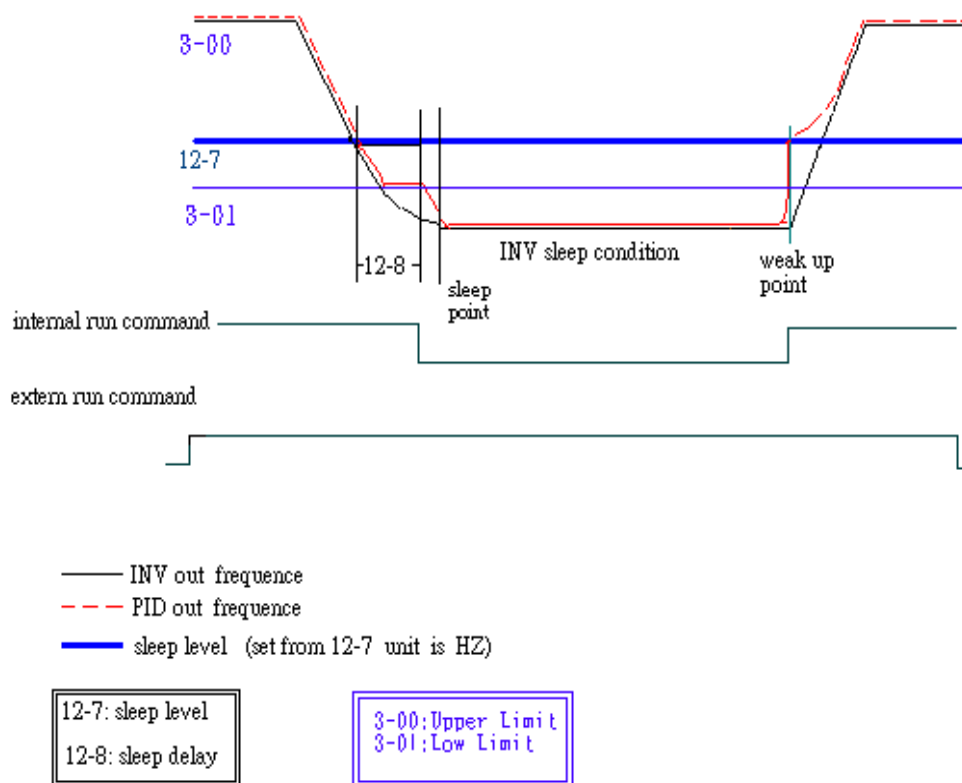 3-00
12-7
3-01
12-8
INV sleep condition
sleep
point
weak up
point
internal run command
extern run command
INV out frequence
PID out frequence
sleep level (set from 12-7 unit is HZ)
12-7: sleep level
12-8: sleep delay
3-00:Upper Limit
3-01:Low Limit